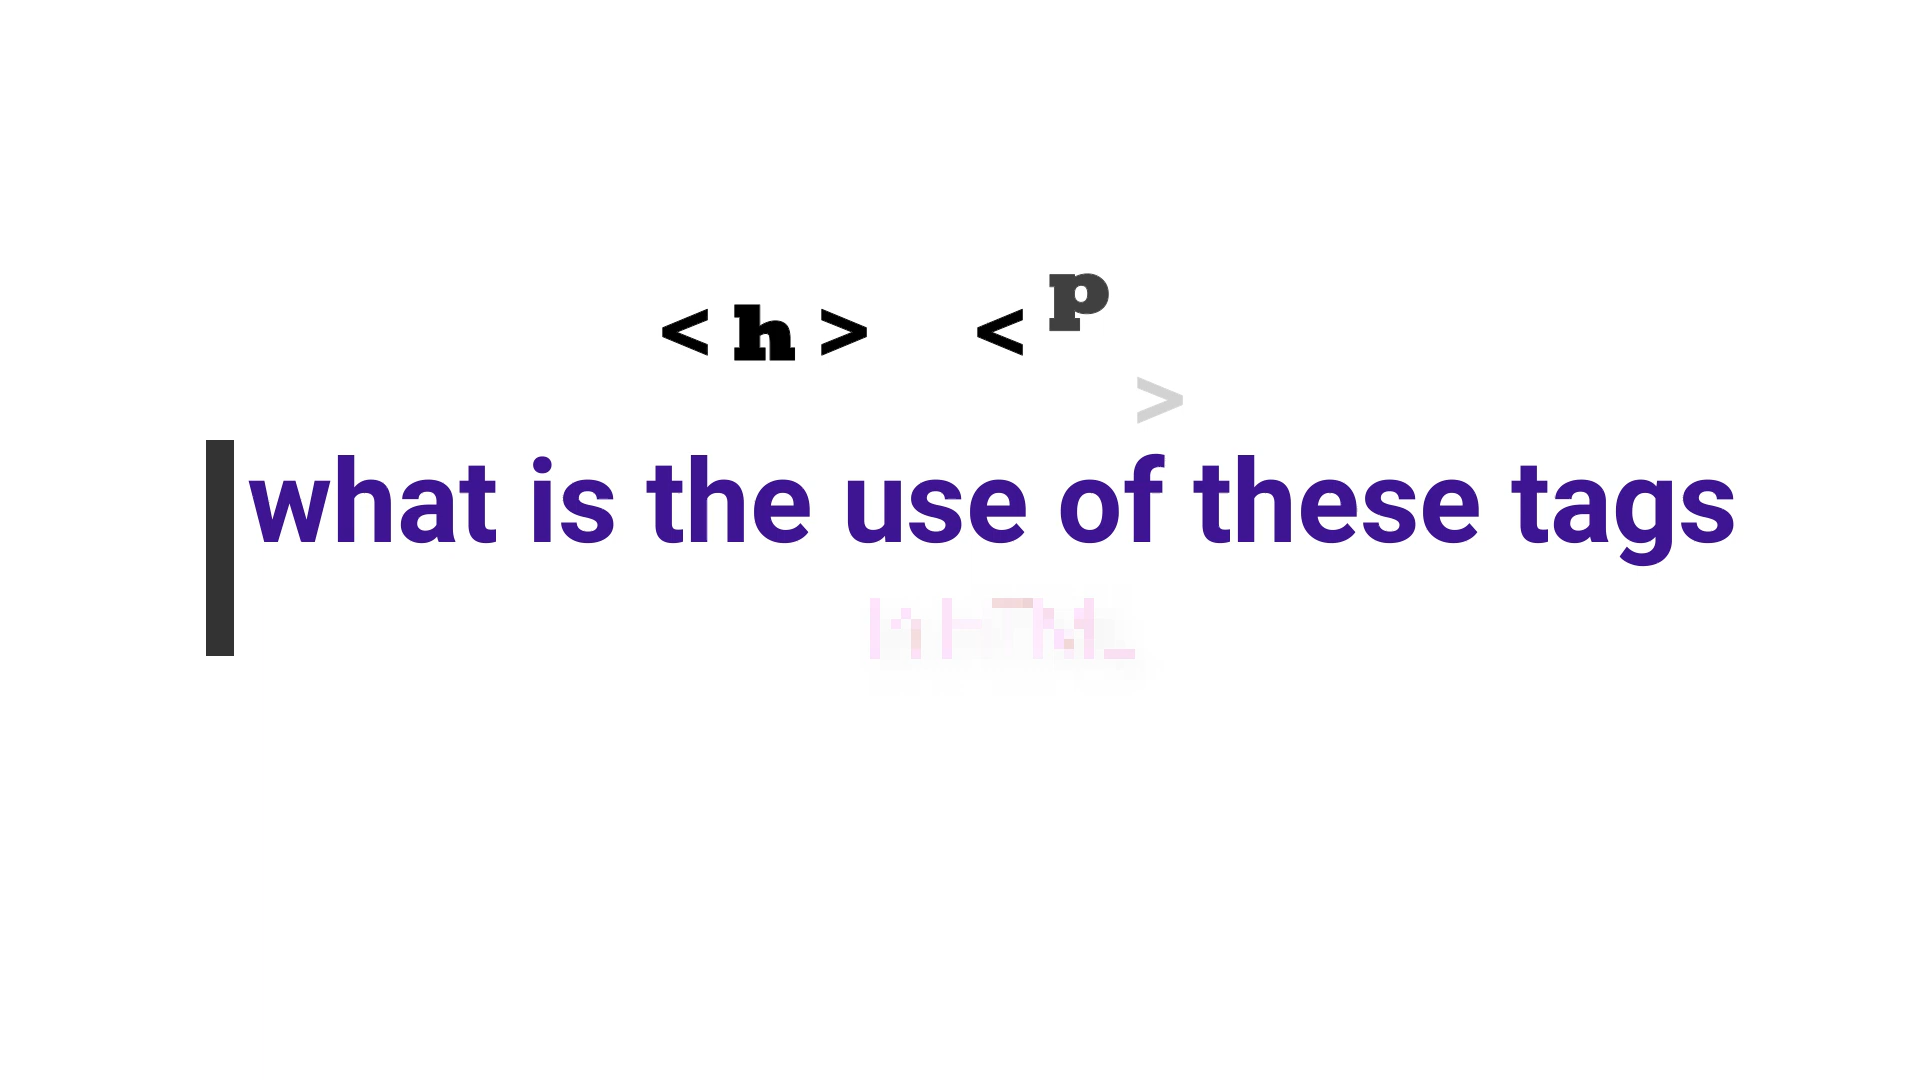 <h> <p>
what is the use of these tags